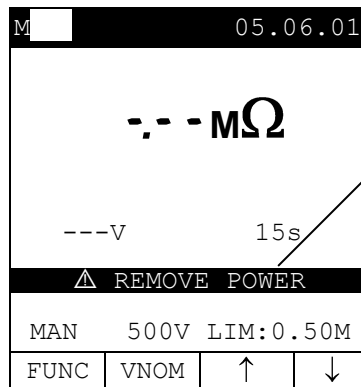 M 05.06.01
-.-- MΩ
---V 15s
⚠ REMOVE POWER
MAN 500V LIM:0.50M
FUNC VNOM ↑ ↓